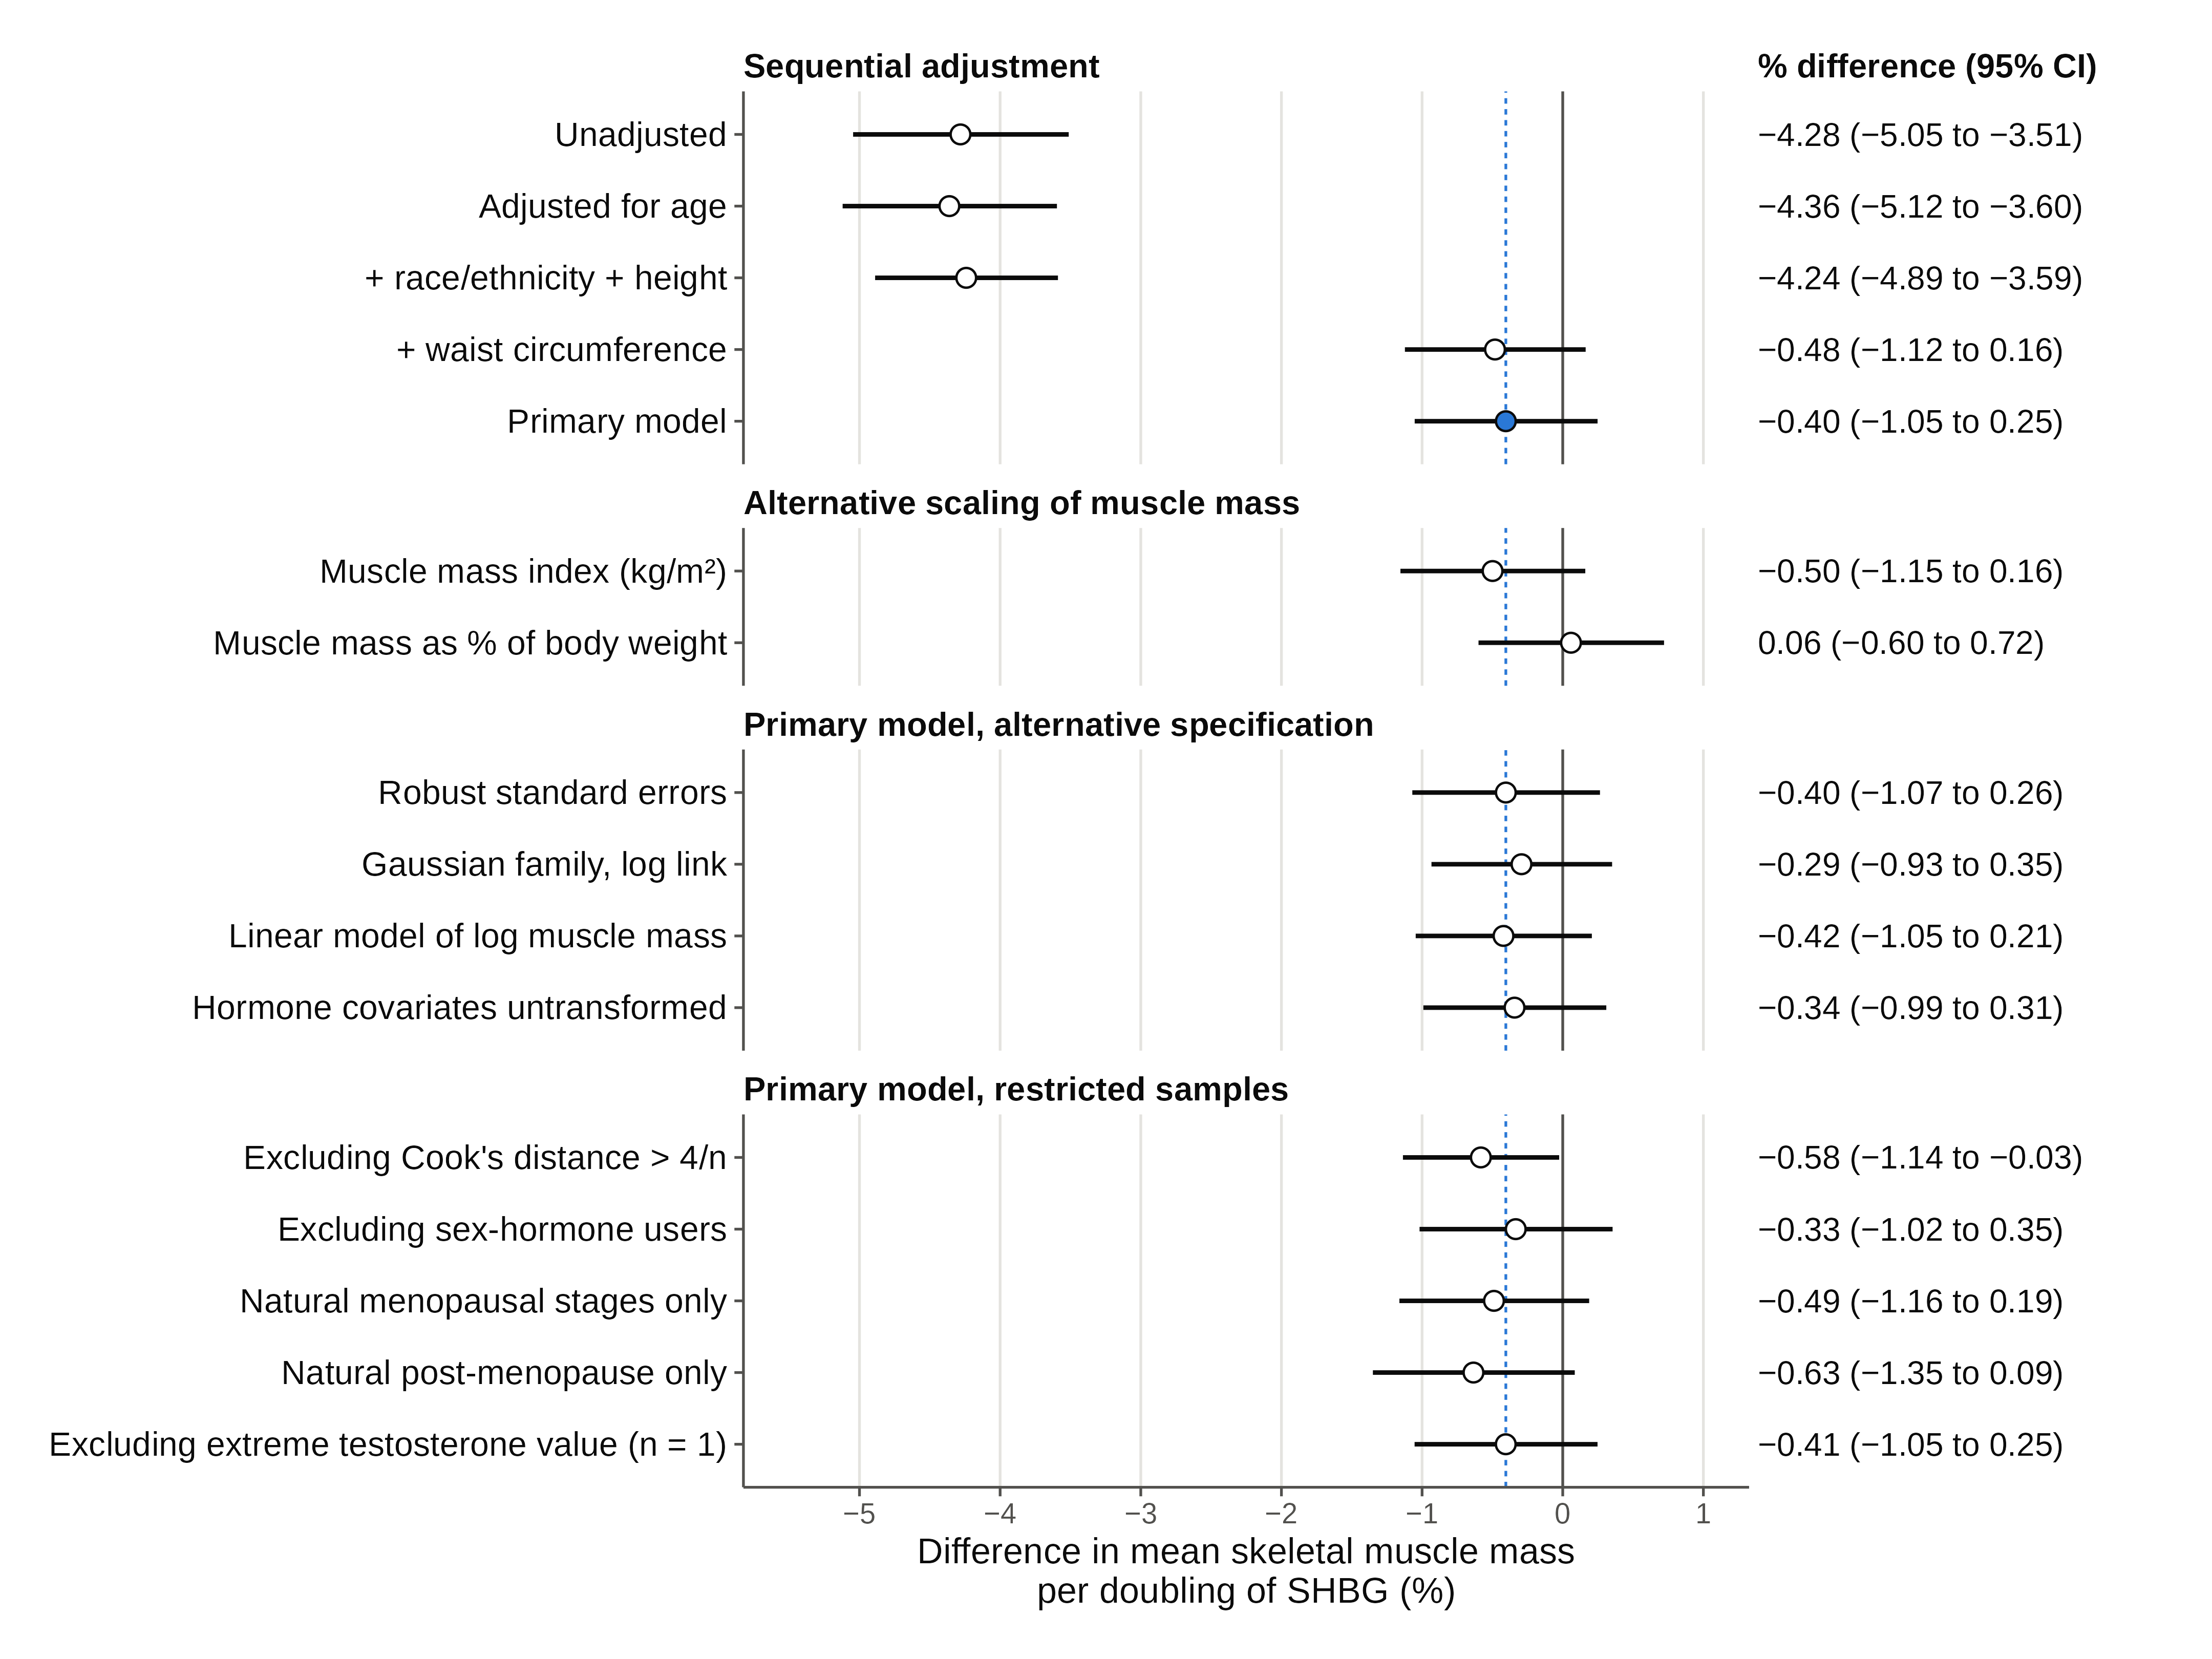 Sequential adjustment % difference (95% CI)
Unadjusted −4.28 (−5.05 to −3.51)
Adjusted for age −4.36 (−5.12 to −3.60)
+ race/ethnicity + height −4.24 (−4.89 to −3.59)
+ waist circumference −0.48 (−1.12 to 0.16)
Primary model −0.40 (−1.05 to 0.25)
Alternative scaling of muscle mass
Muscle mass index (kg/m²) −0.50 (−1.15 to 0.16)
Muscle mass as % of body weight 0.06 (−0.60 to 0.72)
Primary model, alternative specification
Robust standard errors −0.40 (−1.07 to 0.26)
Gaussian family, log link −0.29 (−0.93 to 0.35)
Linear model of log muscle mass −0.42 (−1.05 to 0.21)
Hormone covariates untransformed −0.34 (−0.99 to 0.31)
Primary model, restricted samples
Excluding Cook's distance > 4/n −0.58 (−1.14 to −0.03)
Excluding sex-hormone users −0.33 (−1.02 to 0.35)
Natural menopausal stages only −0.49 (−1.16 to 0.19)
Natural post-menopause only −0.63 (−1.35 to 0.09)
Excluding extreme testosterone value (n = 1) −0.41 (−1.05 to 0.25)
−5 −4 −3 −2 −1 0 1
Difference in mean skeletal muscle mass
per doubling of SHBG (%)